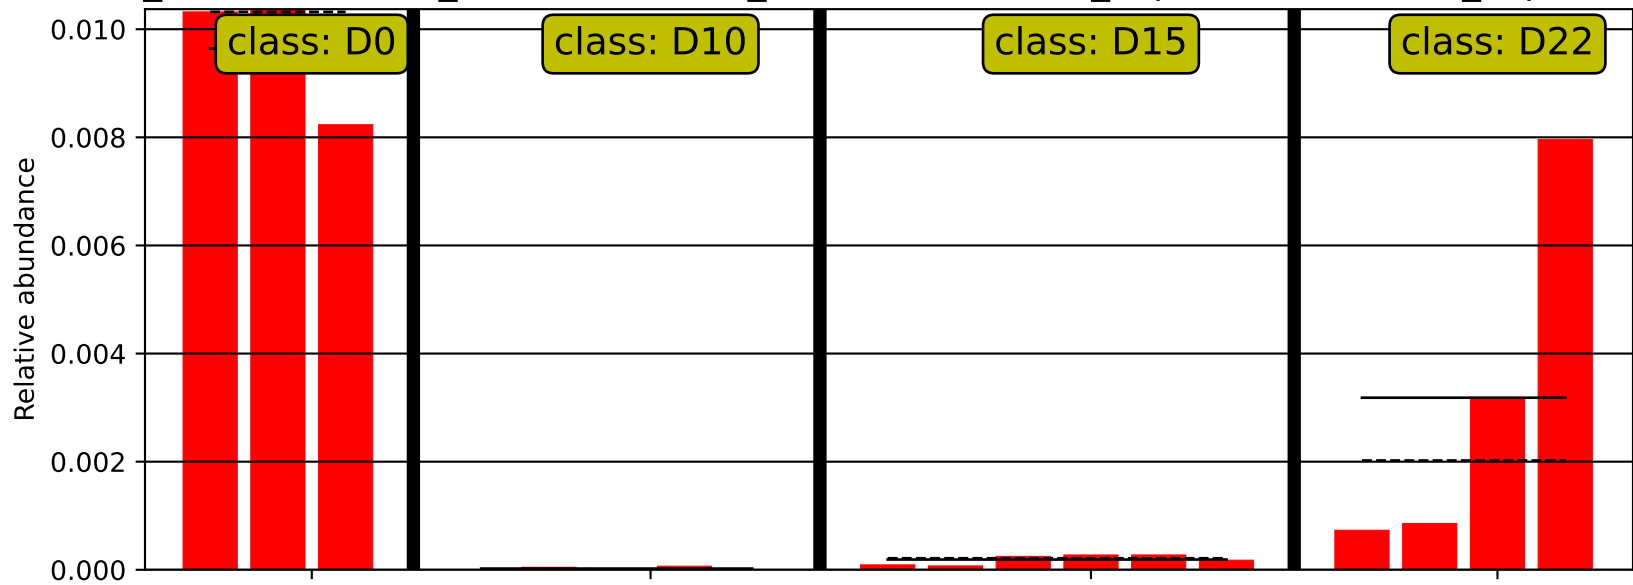 class: D0
class: D10
class: D15
class: D22
0.010
0.008
0.006
0.004
0.002
0.000
Relative abundance